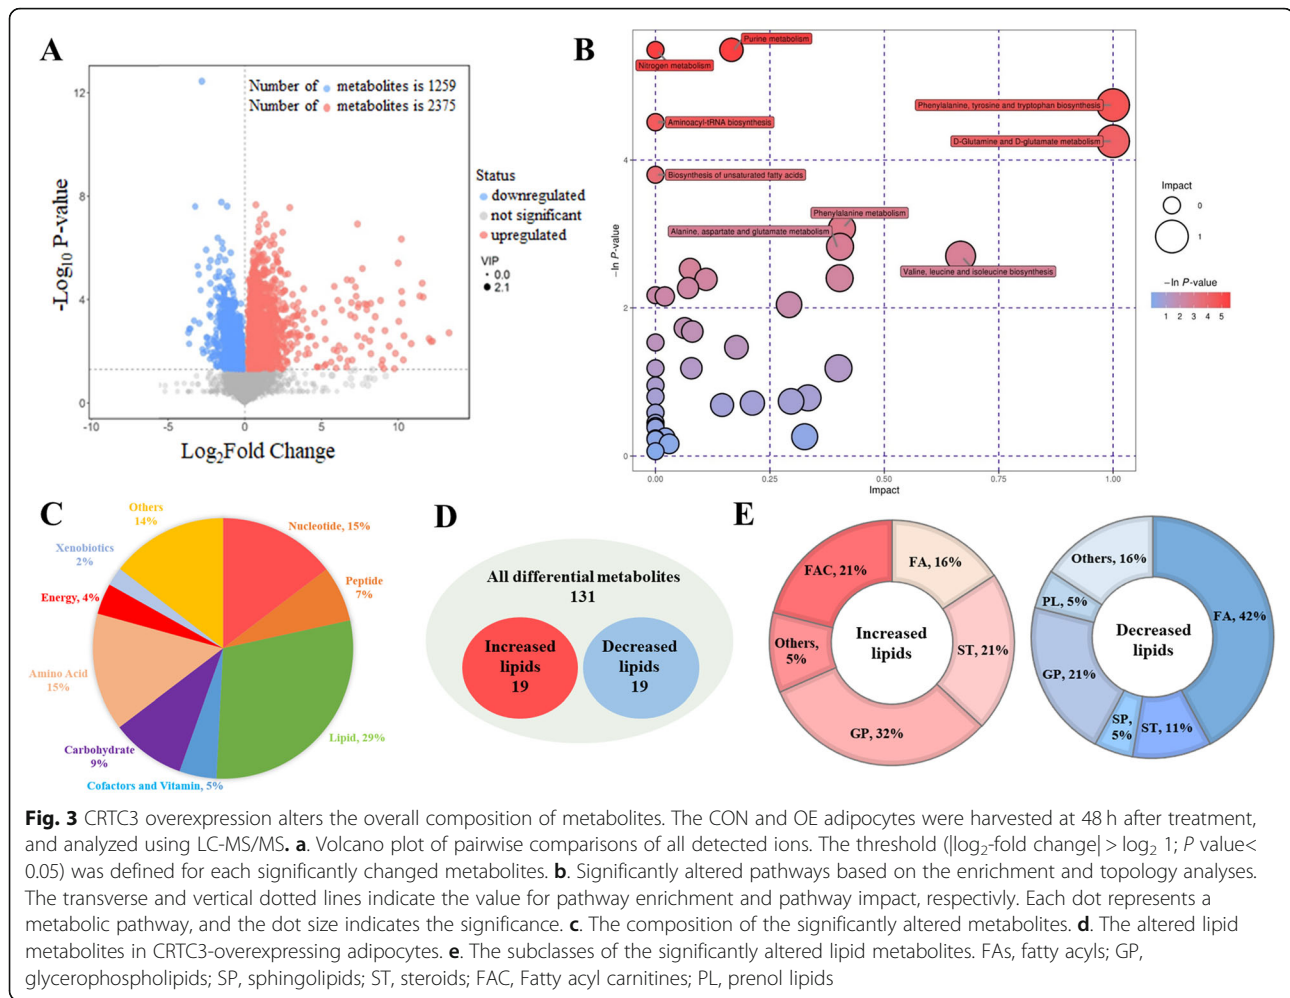 A
Number of metabolites is 1259
Number of metabolites is 2375
12
8
4
0
-Log10 P-value
-10
-5
0
5
10
Log2Fold Change
Status
downregulated
not significant
upregulated
VIP
0.0
2.1
B
Purine metabolism
Nitrogen metabolism
Phenylalanine, tyrosine and tryptophan biosynthesis
Aminoacyl-tRNA biosynthesis
D-Glutamine and D-glutamate metabolism
Biosynthesis of unsaturated fatty acids
Phenylalanine metabolism
Alanine, aspartate and glutamate metabolism
Valine, leucine and isoleucine biosynthesis
4
2
0
−ln P-value
0.00
0.25
0.50
0.75
1.00
Impact
Impact
0
1
−ln P-value
1 2 3 4 5
C
Others
14%
Nucleotide, 15%
Xenobiotics
2%
Peptide
7%
Energy, 4%
Amino Acid
15%
Lipid, 29%
Carbohydrate
9%
Cofactors and Vitamin, 5%
D
All differential metabolites
131
Increased
lipids
19
Decreased
lipids
19
E
FAC, 21%
FA, 16%
Others,
5%
Increased
lipids
ST, 21%
GP, 32%
Others, 16%
PL, 5%
FA, 42%
Decreased
lipids
GP,
21%
SP,
5%
ST, 11%
Fig. 3 CRTC3 overexpression alters the overall composition of metabolites. The CON and OE adipocytes were harvested at 48 h after treatment,
and analyzed using LC-MS/MS. a. Volcano plot of pairwise comparisons of all detected ions. The threshold (|log2-fold change| > log2 1; P value<
0.05) was defined for each significantly changed metabolites. b. Significantly altered pathways based on the enrichment and topology analyses.
The transverse and vertical dotted lines indicate the value for pathway enrichment and pathway impact, respectivly. Each dot represents a
metabolic pathway, and the dot size indicates the significance. c. The composition of the significantly altered metabolites. d. The altered lipid
metabolites in CRTC3-overexpressing adipocytes. e. The subclasses of the significantly altered lipid metabolites. FAs, fatty acyls; GP,
glycerophospholipids; SP, sphingolipids; ST, steroids; FAC, Fatty acyl carnitines; PL, prenol lipids